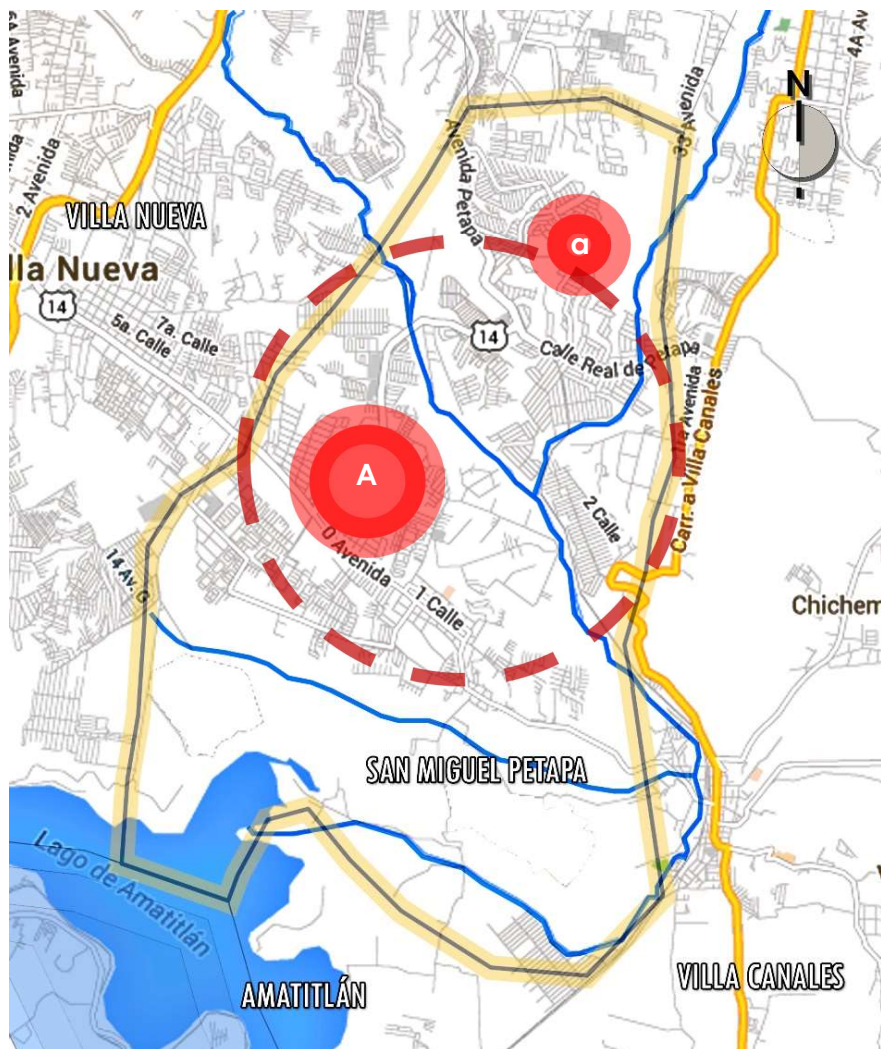 4A Av
N
33 Avenida
Avenida Petapa
2 Avenida
VILLA NUEVA
a
lla Nueva
14
7a. Calle
5a. Calle
14
Calle Real de Petapa
1a Avenida
Carr. a Villa Canales
A
2 Calle
0 Avenida
14 Av. G
1 Calle
Chichem
SAN MIGUEL PETAPA
Lago de Amatitlán
VILLA CANALES
AMATITLÁN